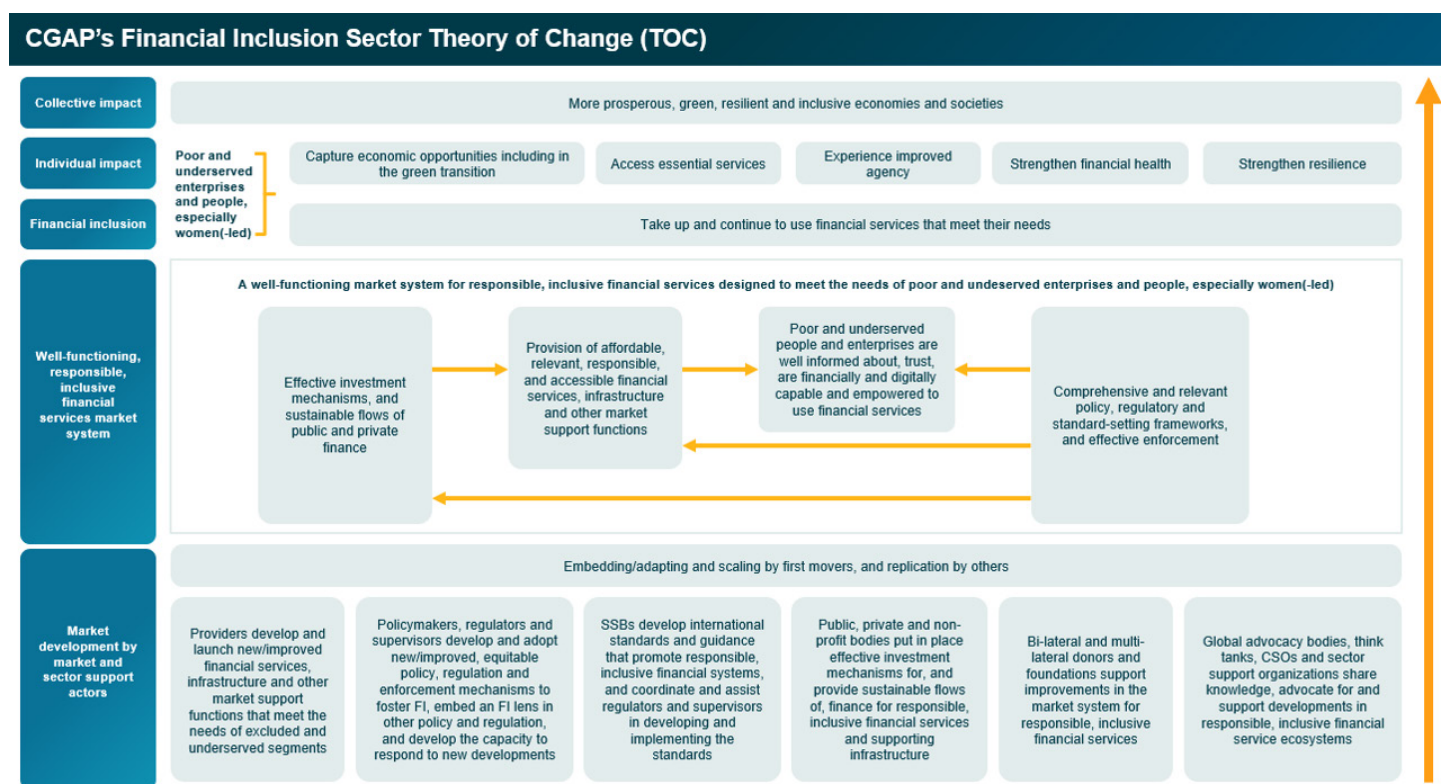 CGAP's Financial Inclusion Sector Theory of Change (TOC)
Collective impact
More prosperous, green, resilient and inclusive economies and societies
Individual impact
Poor and
underserved
enterprises
and people,
especially
women(-led)
Capture economic opportunities including in
the green transition
Access essential services
Experience improved
agency
Strengthen financial health
Strengthen resilience
Financial inclusion
Take up and continue to use financial services that meet their needs
Well-functioning,
responsible,
inclusive
financial
services market
system
A well-functioning market system for responsible, inclusive financial services designed to meet the needs of poor and undeserved enterprises and people, especially women(-led)
Effective investment
mechanisms, and
sustainable flows of
public and private
finance
Provision of affordable,
relevant, responsible,
and accessible financial
services, infrastructure
and other market
support functions
Poor and underserved
people and enterprises are
well informed about, trust,
are financially and digitally
capable and empowered to
use financial services
Comprehensive and relevant
policy, regulatory and
standard-setting frameworks,
and effective enforcement
Market
development by
market and
sector support
actors
Embedding/adapting and scaling by first movers, and replication by others
Providers develop and
launch new/improved
financial services,
infrastructure and other
market support
functions that meet the
needs of excluded and
underserved segments
Policymakers, regulators and
supervisors develop and adopt
new/improved, equitable
policy, regulation and
enforcement mechanisms to
foster FI, embed an FI lens in
other policy and regulation,
and develop the capacity to
respond to new developments
SSBs develop international
standards and guidance
that promote responsible,
inclusive financial systems,
and coordinate and assist
regulators and supervisors
in developing and
implementing the
standards
Public, private and non-
profit bodies put in place
effective investment
mechanisms for, and
provide sustainable flows
of, finance for responsible,
inclusive financial services
and supporting
infrastructure
Bi-lateral and multi-
lateral donors and
foundations support
improvements in the
market system for
responsible, inclusive
financial services
Global advocacy bodies, think
tanks, CSOs and sector
support organizations share
knowledge, advocate for and
support developments in
responsible, inclusive financial
service ecosystems